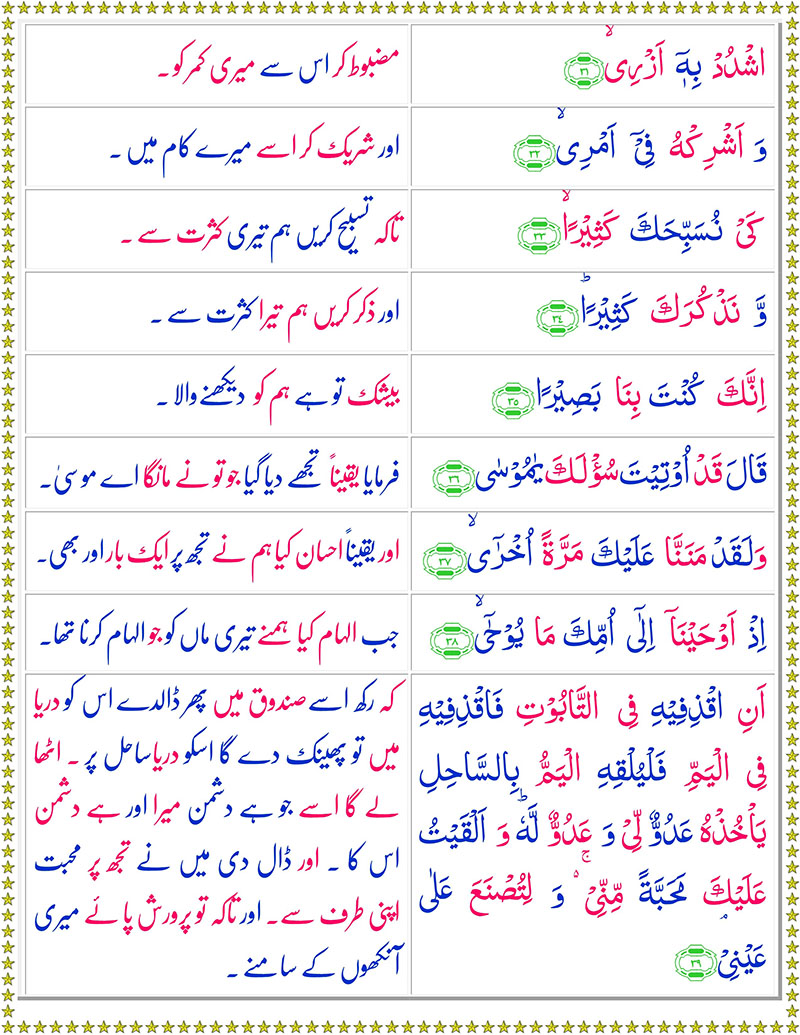 اشْدُدْ بِهٖۤ اَزْرِیْۙ ﴿۳۱﴾
مضبوط کر اس سے میری کمر کو۔
وَ اَشْرِكْهُ فِیْۤ اَمْرِیْۙ ﴿۳۲﴾
اور شریک کر اسے میرے کام میں ۔
كَیْ نُسَبِّحَكَ كَثِیْرًاۙ ﴿۳۳﴾
تاکہ تسبیح کریں ہم تیری کثرت سے ۔
وَّ نَذْكُرَكَ كَثِیْرًاؕ ﴿۳۴﴾
اور ذکر کریں ہم تیرا کثرت سے ۔
اِنَّكَ كُنْتَ بِنَا بَصِیْرًا ﴿۳۵﴾
بیشک تو ہے ہم کو دیکھنے والا ۔
قَالَ قَدْ اُوْتِیْتَ سُؤْلَكَ یٰمُوْسٰى ﴿۳۶﴾
فرمایا یقیناً تجھے دیا گیا جو تو نے مانگا اے موسیٰ۔
وَلَقَدْ مَنَنَّا عَلَیْكَ مَرَّةً اُخْرٰۤىۙ ﴿۳۷﴾
اور یقیناً احسان کیا ہم نے تجھ پر ایک بار اور بھی۔
اِذْ اَوْحَیْنَاۤ اِلٰۤى اُمِّكَ مَا یُوْحٰۤىۙ ﴿۳۸﴾
جب الہام کیا ہمنے تیری ماں کو جو الہام کرنا تھا۔
اَنِ اقْذِفِیْهِ فِی التَّابُوْتِ فَاقْذِفِیْهِ
فِی الْیَمِّ فَلْیُلْقِهِ الْیَمُّ بِالسَّاحِلِ
یَاْخُذْهُ عَدُوٌّ لِّیْ وَ عَدُوٌّ لَّهٗؕ وَ اَلْقَیْتُ
عَلَیْكَ مَحَبَّةً مِّنِّیْ ۚ۬ وَ لِتُصْنَعَ عَلٰى
عَیْنِیْۘ ﴿۳۹﴾
کہ رکھ اسے صندوق میں پھر ڈالدے اس کو دریا
میں تو پھینک دے گا اسکو دریا ساحل پر ۔ اٹھا
لے گا اسے جو ہے دشمن میرا اور ہے دشمن
اس کا ۔ اور ڈال دی میں نے تجھ پر محبت
اپنی طرف سے۔ اور تاکہ تو پرورش پائے میری
آنکھوں کے سامنے ۔